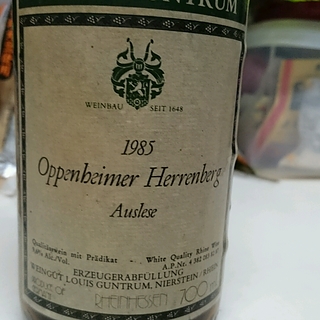 NTRUM
WEINBAU SEIT 1648
1985
Oppenheimer Herrenberg
Auslese
Qualitätswein mit Prädikat - White Quality Rhine Wine
ERZEUGERABFÜLLUNG
WEINGUT LOUIS GUNTRUM, NIERSTEIN / RHEIN
RHEINHESSEN 700